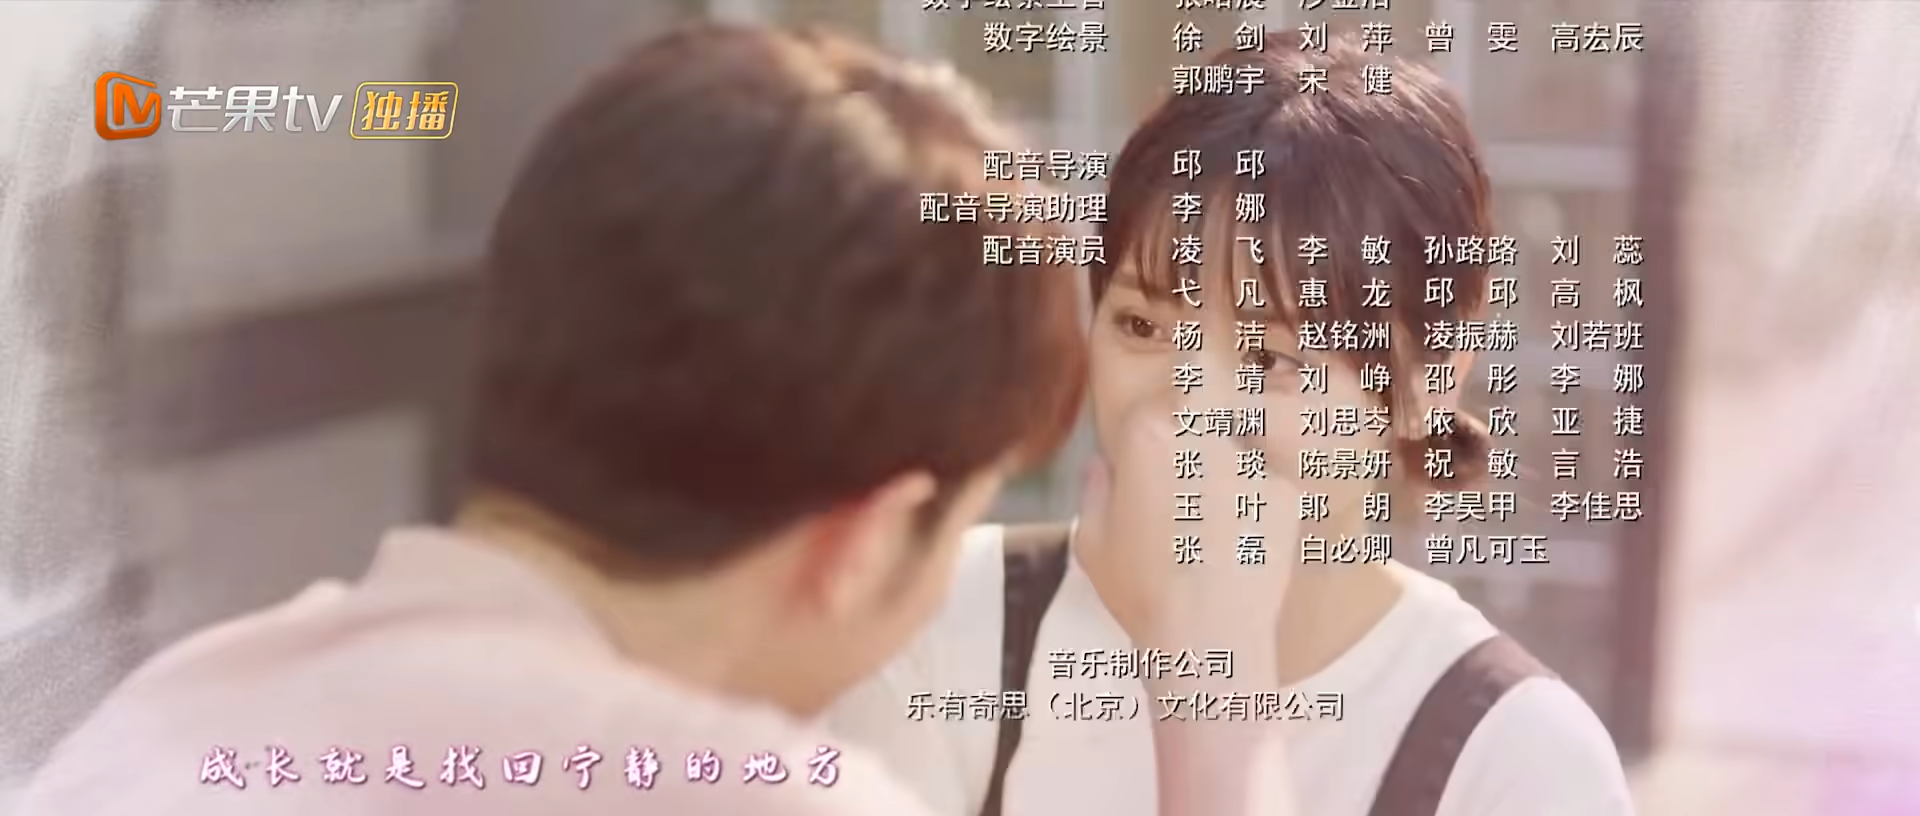 数字绘景 徐 剑 刘 萍 曾 雯 高宏辰
郭鹏宇 宋 健
芒果tv 独播
配音导演 邱 邱
配音导演助理 李 娜
配音演员 凌 飞 李 敏 孙路路 刘 蕊
弋 凡 惠 龙 邱 邱 高 枫
杨 洁 赵铭洲 凌振赫 刘若班
李 靖 刘 峥 邵 彤 李 娜
文靖渊 刘思岑 依 欣 亚 捷
张 琰 陈景妍 祝 敏 言 浩
王 叶 郎 朗 李昊甲 李佳思
张 磊 白必卿 曾凡可玉
音乐制作公司
乐有奇思（北京）文化有限公司
成长就是找回宁静的地方